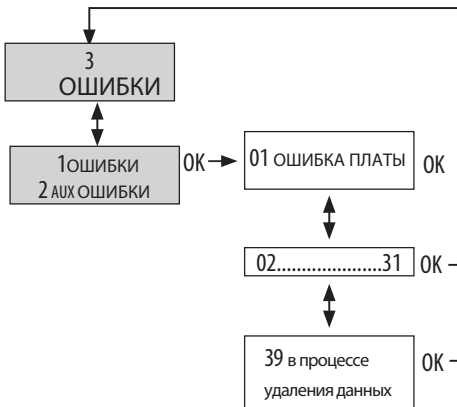 3
ОШИБКИ
1ОШИБКИ
2 AUX ОШИБКИ
OK
01 ОШИБКА ПЛАТЫ
OK
02......................31
OK
39 в процессе
удаления данных
OK